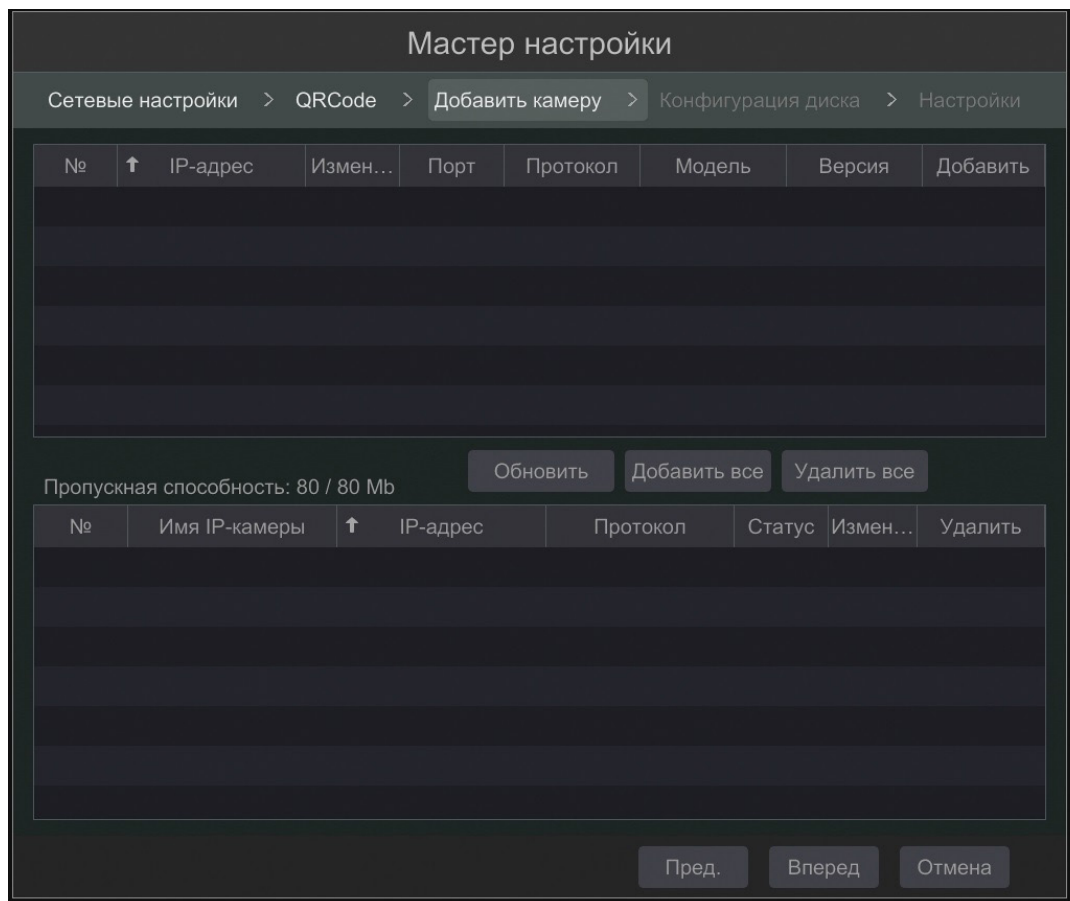 Мастер настройки
Сетевые настройки > QRCode > Добавить камеру > Конфигурация диска > Настройки
№ ↑ IP-адрес Измен... Порт Протокол Модель Версия Добавить
Обновить Добавить все Удалить все
Пропускная способность: 80 / 80 Mb
№ Имя IP-камеры ↑ IP-адрес Протокол Статус Измен... Удалить
Пред. Вперед Отмена